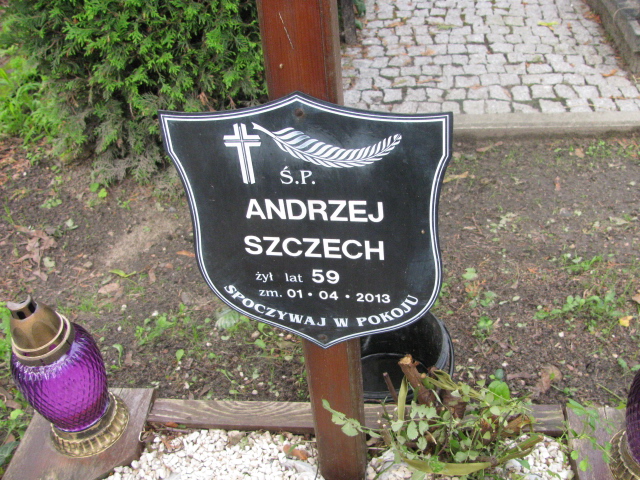 Ś.P.
ANDRZEJ
SZCZECH
żył lat 59
zm. 01 • 04 • 2013
SPOCZYWAJ W POKOJU